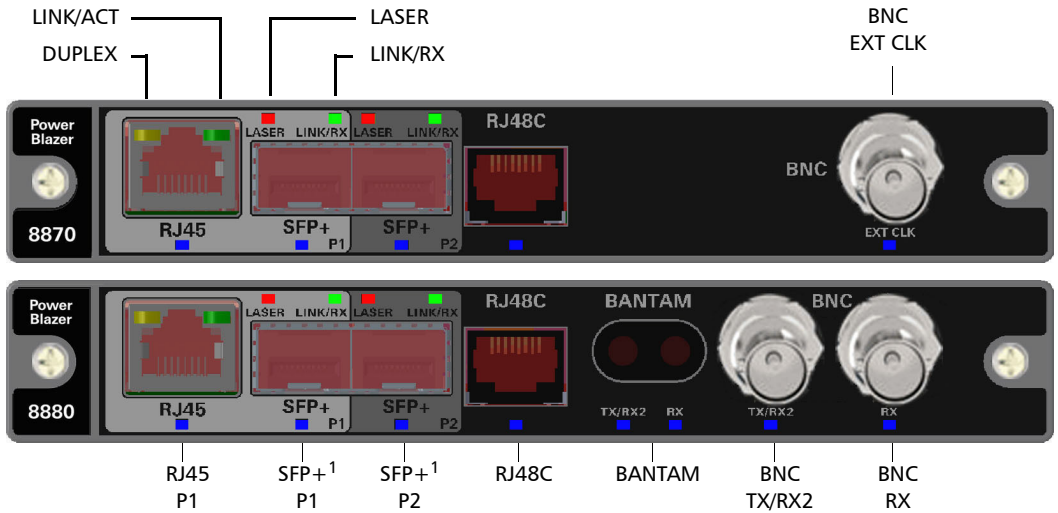 LINK/ACT
LASER
BNC
EXT CLK
DUPLEX
LINK/RX
Power
Blazer
LASER LINK/RX LASER LINK/RX
RJ48C
BNC
8870
RJ45
SFP+
P1
SFP+
P2
EXT CLK
Power
Blazer
LASER LINK/RX LASER LINK/RX
RJ48C
BANTAM
BNC
8880
RJ45
SFP+
P1
SFP+
P2
TX/RX2
RX
TX/RX2
RX
RJ45
P1
SFP+1
P1
SFP+1
P2
RJ48C
BANTAM
BNC
TX/RX2
BNC
RX